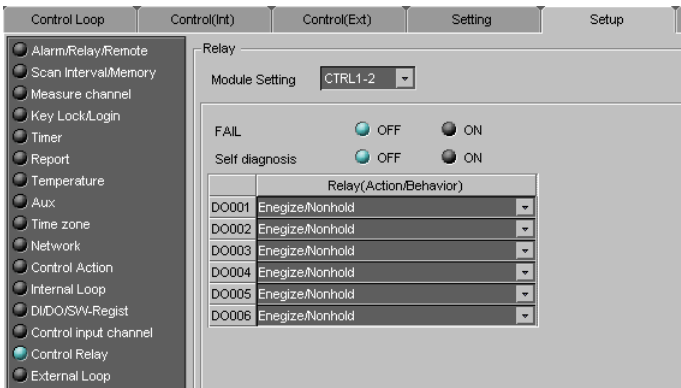 Control Loop Control(Int) Control(Ext) Setting Setup
Alarm/Relay/Remote
Scan Interval/Memory
Measure channel
Key Lock/Login
Timer
Report
Temperature
Aux
Time zone
Network
Control Action
Internal Loop
DI/DO/SW-Regist
Control input channel
Control Relay
External Loop
Relay
Module Setting CTRL1-2
FAIL OFF ON
Self diagnosis OFF ON
Relay(Action/Behavior)
DO001 Enegize/Nonhold
DO002 Enegize/Nonhold
DO003 Enegize/Nonhold
DO004 Enegize/Nonhold
DO005 Enegize/Nonhold
DO006 Enegize/Nonhold